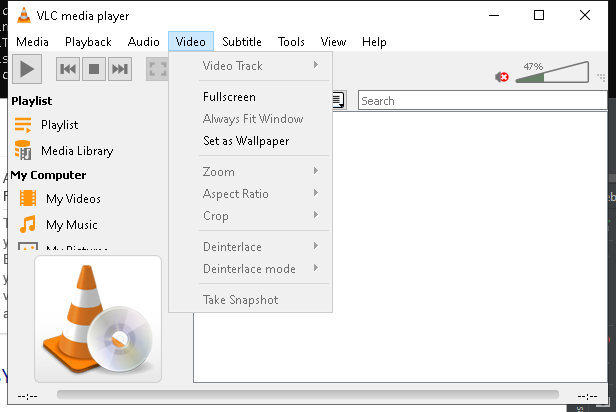 VLC media player
Media Playback Audio Video Subtitle Tools View Help
Video Track
47%
Playlist
Fullscreen
Search
Playlist
Always Fit Window
Media Library
Set as Wallpaper
My Computer
Zoom
My Videos
Aspect Ratio
My Music
Crop
My Pictures
Deinterlace
Deinterlace mode
Take Snapshot
--:-- --:--